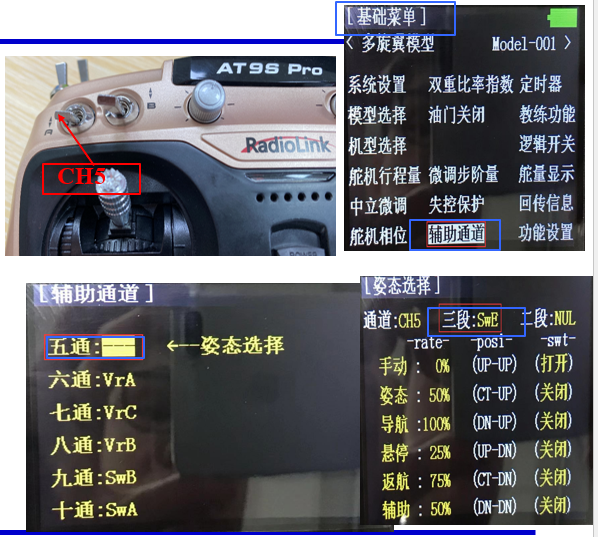 AT9S Pro
B
A
RadioLink
CH5
POWER
[基础菜单]
< 多旋翼模型 Model-001 >
系统设置 双重比率指数 定时器
模型选择 油门关闭 教练功能
机型选择 逻辑开关
舵机行程量 微调步阶量 舵量显示
中立微调 失控保护 回传信息
舵机相位 辅助通道 功能设置
[辅助通道]
五通:--- ←--姿态选择
六通:VrA
七通:VrC
八通:VrB
九通:SwB
十通:SwA
[姿态选择]
通道:CH5 三段:SwE 二段:NUL
-rate- -posi- -swt-
手动: 0% (UP-UP) (打开)
姿态: 50% (CT-UP) (关闭)
导航:100% (DN-UP) (关闭)
悬停: 25% (UP-DN) (关闭)
返航: 75% (CT-DN) (关闭)
辅助: 50% (DN-DN) (关闭)